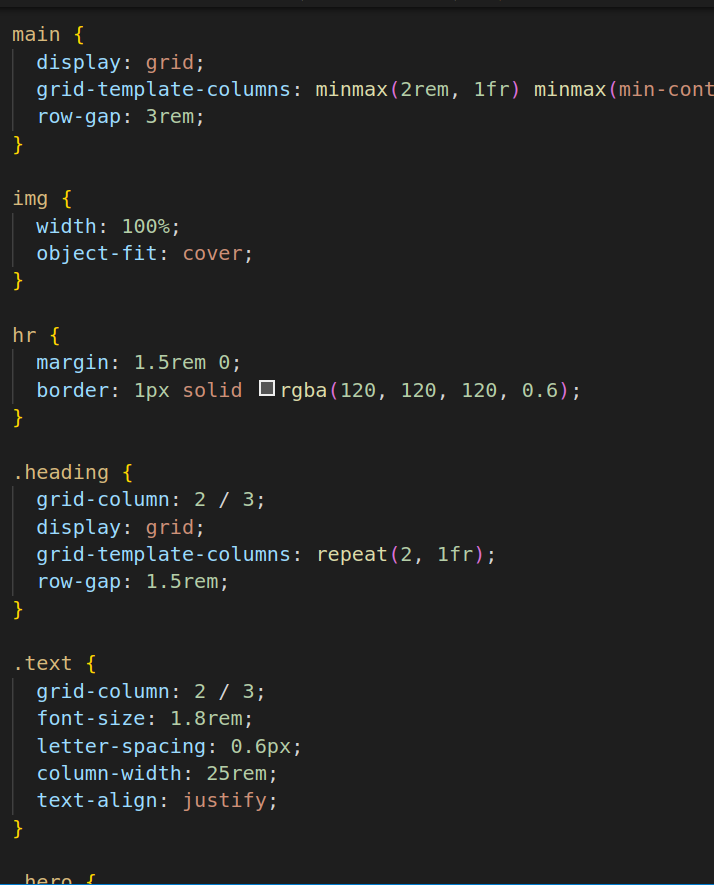 main {
display: grid;
grid-template-columns: minmax(2rem, 1fr) minmax(min-cont
row-gap: 3rem;
}
img {
width: 100%;
object-fit: cover;
}
hr {
margin: 1.5rem 0;
border: 1px solid rgba(120, 120, 120, 0.6);
}
.heading {
grid-column: 2 / 3;
display: grid;
grid-template-columns: repeat(2, 1fr);
row-gap: 1.5rem;
}
.text {
grid-column: 2 / 3;
font-size: 1.8rem;
letter-spacing: 0.6px;
column-width: 25rem;
text-align: justify;
}
.hero {